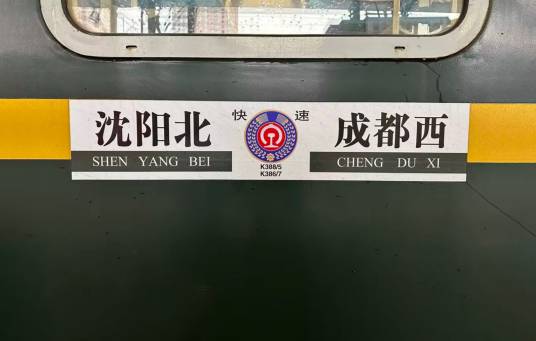 沈阳北 快 速 成都西
SHEN YANG BEI CHENG DU XI
K388/5
K386/7